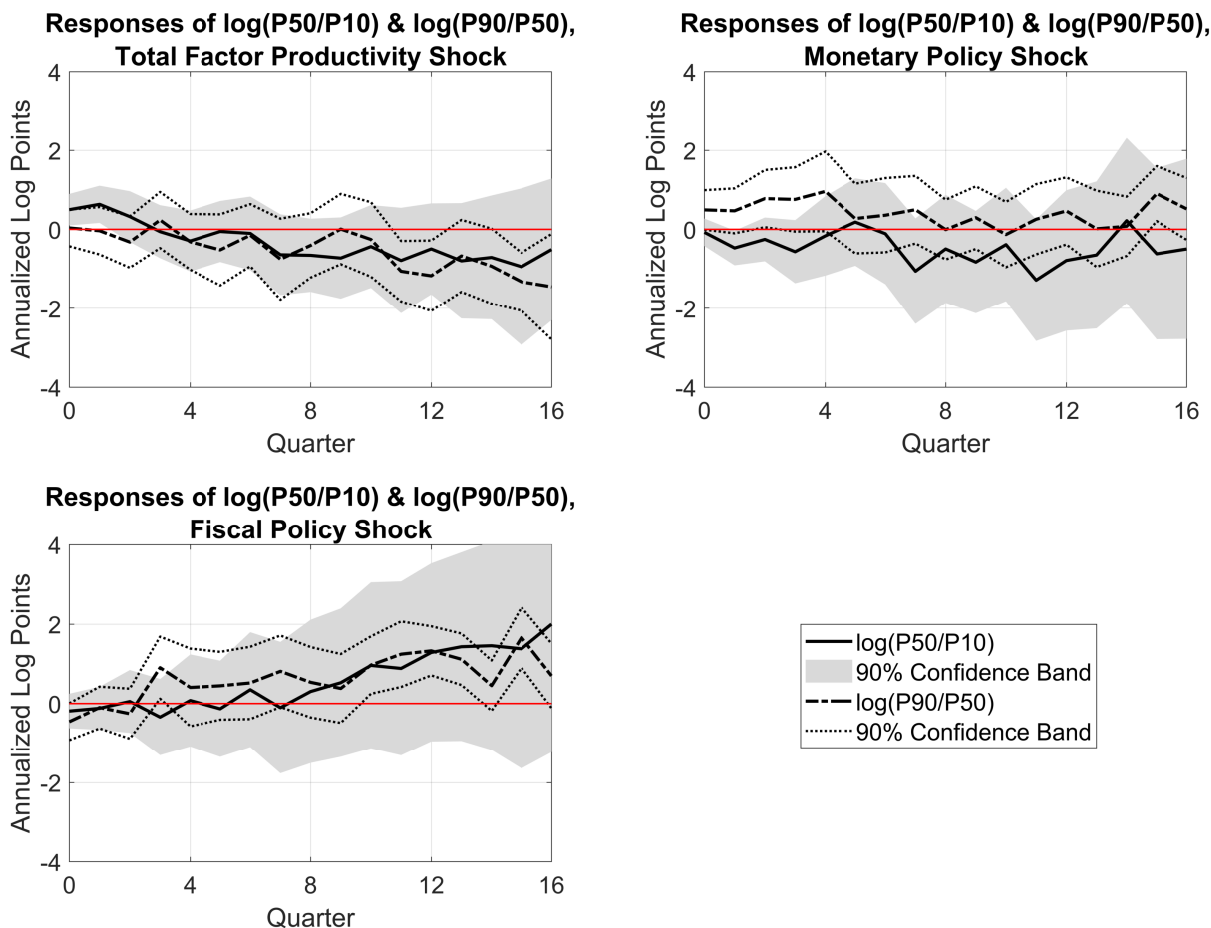 Responses of log(P50/P10) & log(P90/P50),
Total Factor Productivity Shock
4
2
0
-2
-4
0
4
8
12
16
Annualized Log Points
Quarter
Responses of log(P50/P10) & log(P90/P50),
Monetary Policy Shock
4
2
0
-2
-4
0
4
8
12
16
Annualized Log Points
Quarter
Responses of log(P50/P10) & log(P90/P50),
Fiscal Policy Shock
4
2
0
-2
-4
0
4
8
12
16
Annualized Log Points
Quarter
log(P50/P10)
90% Confidence Band
log(P90/P50)
90% Confidence Band